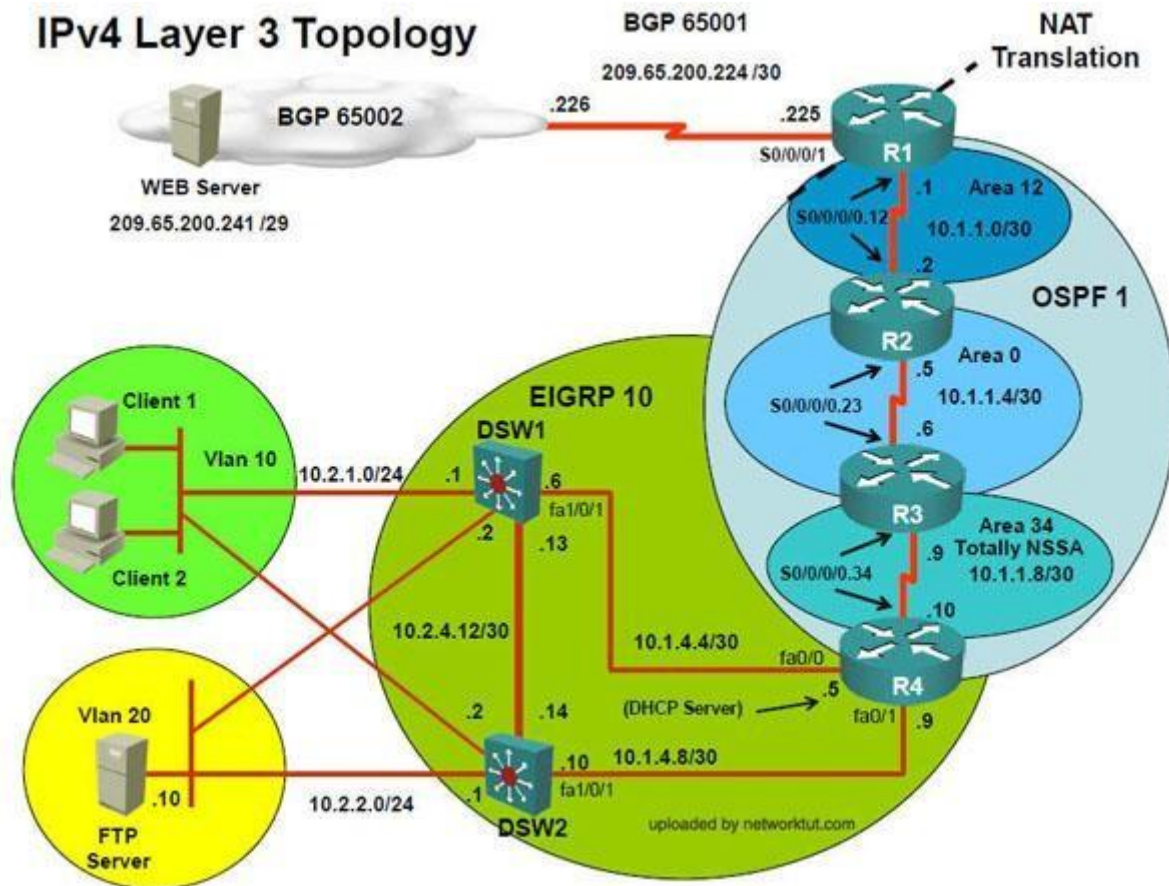 IPv4 Layer 3 Topology
BGP 65001
209.65.200.224 /30
NAT
Translation
BGP 65002
.226
.225
S0/0/0/1
R1
WEB Server
209.65.200.241 /29
.1
Area 12
S0/0/0/0.12
10.1.1.0/30
.2
OSPF 1
R2
Area 0
.5
10.1.1.4/30
S0/0/0/0.23
.6
R3
Area 34
Totally NSSA
.9
10.1.1.8/30
S0/0/0/0.34
.10
R4
EIGRP 10
DSW1
Client 1
Vlan 10
Client 2
10.2.1.0/24
.1
.6
fa1/0/1
.2
.13
10.2.4.12/30
10.1.4.4/30
fa0/0
.5
(DHCP Server)
fa0/1
.9
Vlan 20
.10
FTP
Server
10.2.2.0/24
.2
.14
.1
.10
fa1/0/1
10.1.4.8/30
DSW2
uploaded by networktut.com